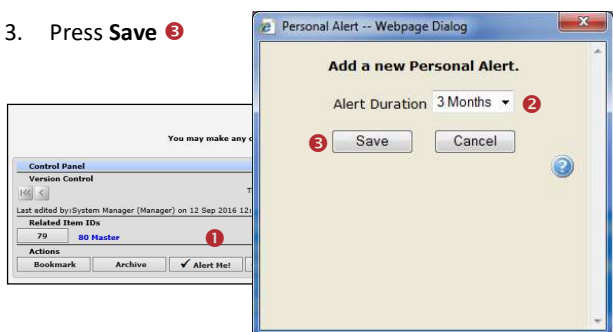 3. Press Save ❸
Personal Alert -- Webpage Dialog
Add a new Personal Alert.
Alert Duration 3 Months ❷
❸ Save Cancel
You may make any
Control Panel
Version Control
Last edited by:System Manager (Manager) on 12 Sep 2016
Related Item IDs
79 80 Master ❶
Actions
Bookmark Archive ✓ Alert Me!